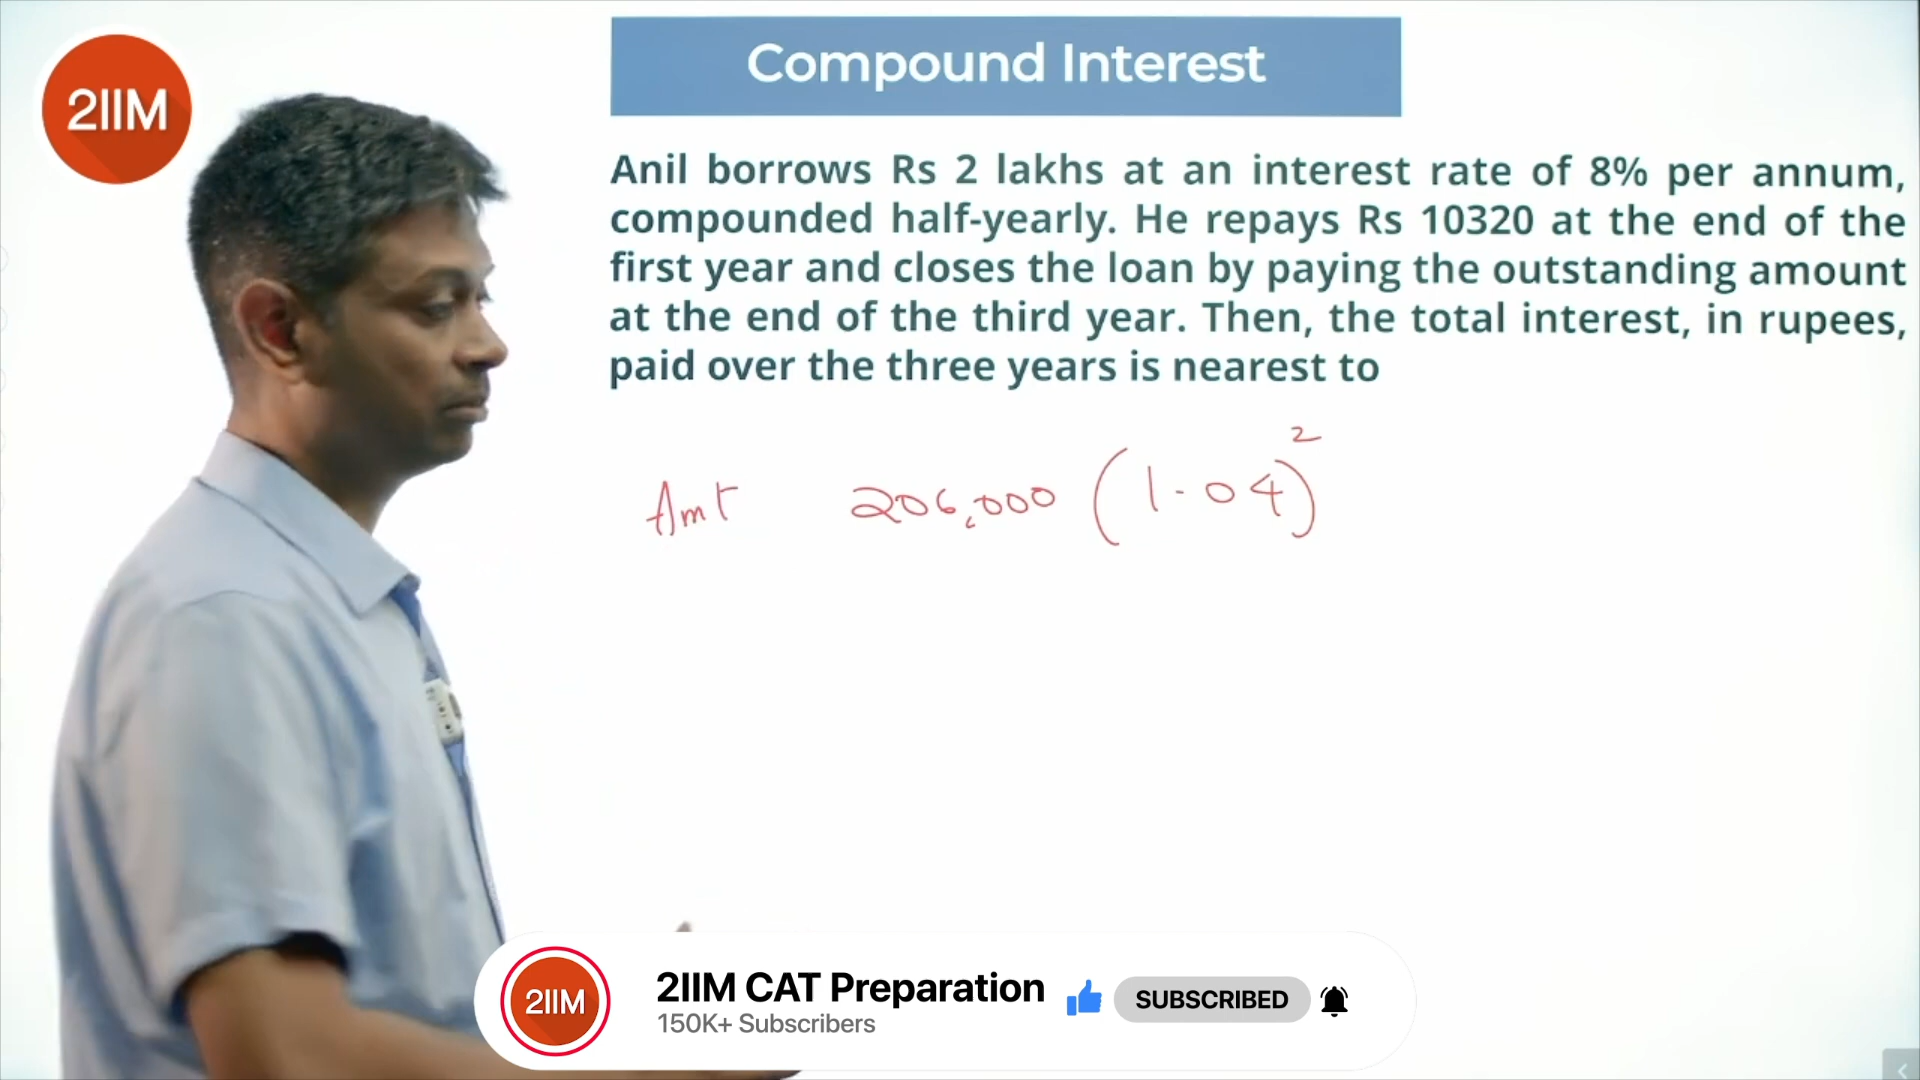 2IIM
Compound Interest
Anil borrows Rs 2 lakhs at an interest rate of 8% per annum,
compounded half-yearly. He repays Rs 10320 at the end of the
first year and closes the loan by paying the outstanding amount
at the end of the third year. Then, the total interest, in rupees,
paid over the three years is nearest to
Amt 206,000 (1.04)²
2IIM
2IIM CAT Preparation
SUBSCRIBED
150K+ Subscribers